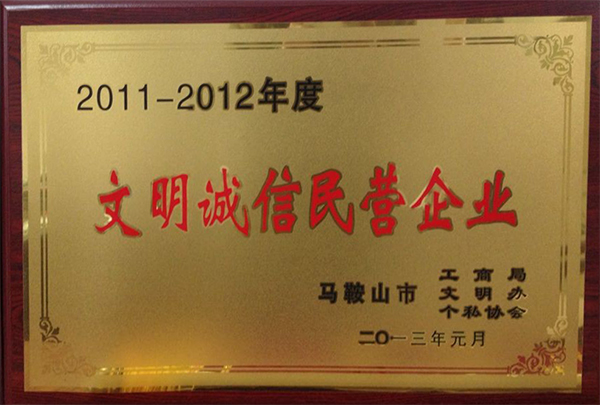 2011-2012年度
文明诚信民营企业
工商局
马鞍山市 文明办
个私协会
二〇一三年元月